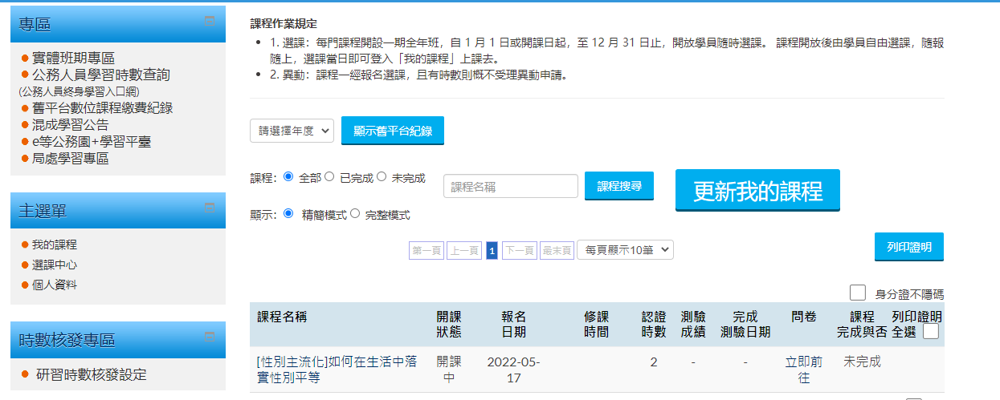 專區
實體班期專區
公務人員學習時數查詢
(公務人員終身學習入口網)
舊平台數位課程繳費紀錄
混成學習公告
e等公務園+學習平臺
局處學習專區
主選單
我的課程
選課中心
個人資料
時數核發專區
研習時數核發設定
課程作業規定
1. 選課：每門課程開設一期全年班，自 1 月 1 日或開課日起，至 12 月 31 日止，開放學員隨時選課。 課程開放後由學員自由選課，隨報
隨上，選課當日即可登入「我的課程」上課去。
2. 異動：課程一經報名選課，且有時數則概不受理異動申請。
請選擇年度 顯示舊平台紀錄
課程： 全部 已完成 未完成 課程名稱 課程搜尋 更新我的課程
顯示： 精簡模式 完整模式
第一頁 上一頁 1 下一頁 最末頁 每頁顯示10筆 列印證明
身分證不隱碼
課程名稱 開課 報名 修課 認證 測驗 完成 問卷 課程 列印證明
狀態 日期 時間 時數 成績 測驗日期 完成與否 全選
[性別主流化]如何在生活中落 開課 2022-05- 2 - - 立即前 未完成
實性別平等 中 17 往